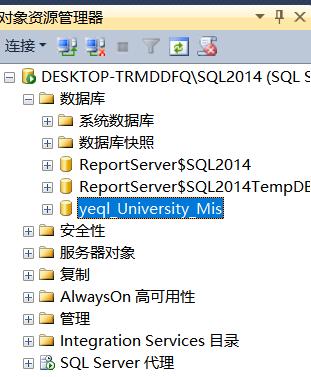 对象资源管理器
连接
DESKTOP-TRMDDFQ\SQL2014 (SQL S
数据库
系统数据库
数据库快照
ReportServer$SQL2014
ReportServer$SQL2014TempDB
yeql_University_Mis
安全性
服务器对象
复制
AlwaysOn 高可用性
管理
Integration Services 目录
SQL Server 代理